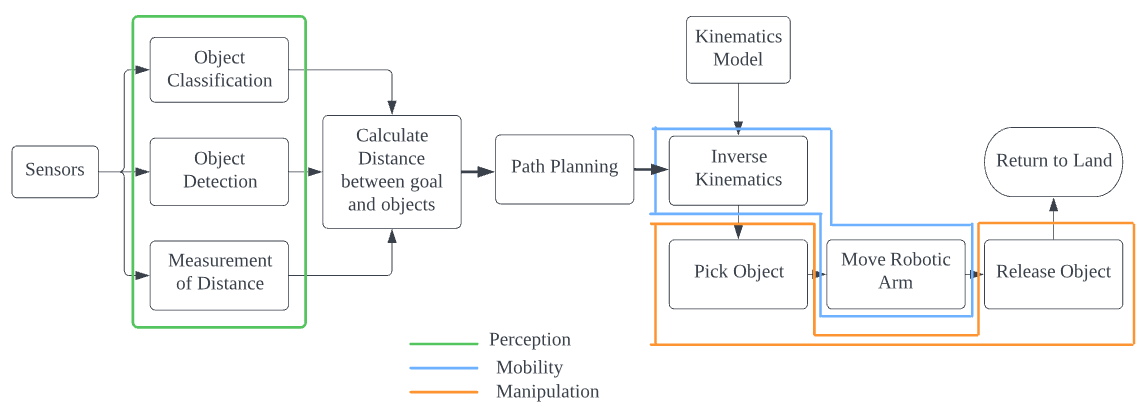 Sensors
Object
Classification
Object
Detection
Measurement
of Distance
Calculate
Distance
between goal
and objects
Path Planning
Kinematics
Model
Inverse
Kinematics
Pick Object
Move Robotic
Arm
Release Object
Return to Land
Perception
Mobility
Manipulation